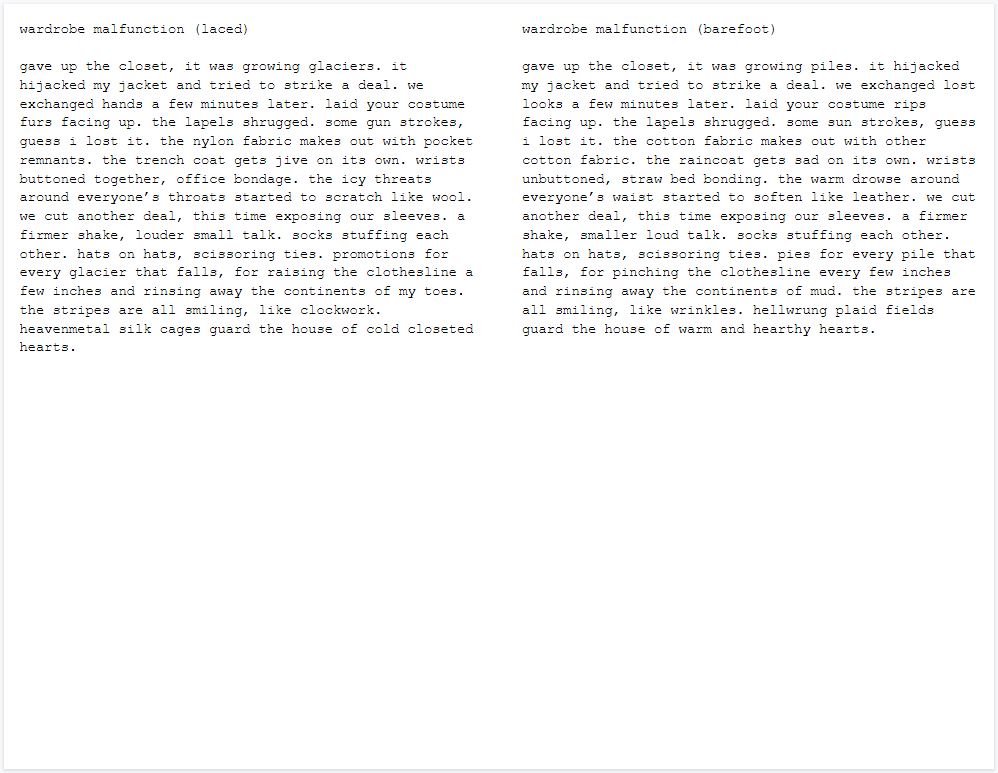 wardrobe malfunction (laced)
gave up the closet, it was growing glaciers. it
hijacked my jacket and tried to strike a deal. we
exchanged hands a few minutes later. laid your costume
furs facing up. the lapels shrugged. some gun strokes,
guess i lost it. the nylon fabric makes out with pocket
remnants. the trench coat gets jive on its own. wrists
buttoned together, office bondage. the icy threats
around everyone’s throats started to scratch like wool.
we cut another deal, this time exposing our sleeves. a
firmer shake, louder small talk. socks stuffing each
other. hats on hats, scissoring ties. promotions for
every glacier that falls, for raising the clothesline a
few inches and rinsing away the continents of my toes.
the stripes are all smiling, like clockwork.
heavenmetal silk cages guard the house of cold closeted
hearts.
wardrobe malfunction (barefoot)
gave up the closet, it was growing piles. it hijacked
my jacket and tried to strike a deal. we exchanged lost
looks a few minutes later. laid your costume rips
facing up. the lapels shrugged. some sun strokes, guess
i lost it. the cotton fabric makes out with other
cotton fabric. the raincoat gets sad on its own. wrists
unbuttoned, straw bed bonding. the warm drowse around
everyone’s waist started to soften like leather. we cut
another deal, this time exposing our sleeves. a firmer
shake, smaller loud talk. socks stuffing each other.
hats on hats, scissoring ties. pies for every pile that
falls, for pinching the clothesline every few inches
and rinsing away the continents of mud. the stripes are
all smiling, like wrinkles. hellwrung plaid fields
guard the house of warm and hearthy hearts.